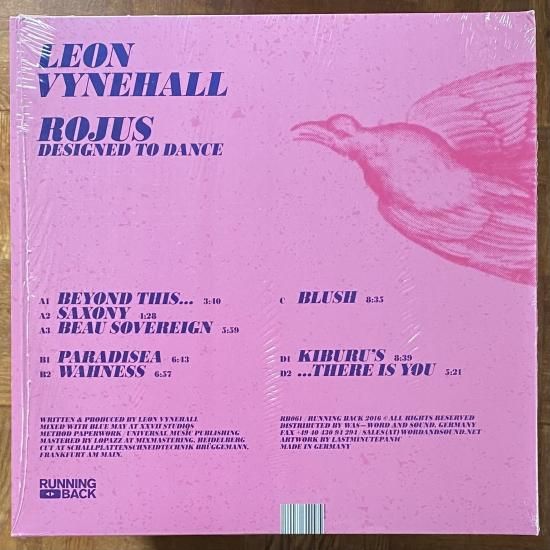 LEON
VYNEHALL
ROJUS
DESIGNED TO DANCE
A1 BEYOND THIS... 3:40
A2 SAXONY 4:28
A3 BEAU SOVEREIGN 5:59
B1 PARADISEA 6:43
B2 WAHNESS 6:57
C BLUSH 8:35
D1 KIBURU'S 8:39
D2 ...THERE IS YOU 5:21
WRITTEN & PRODUCED BY LEON VYNEHALL
MIXED WITH BLUE MAY AT XXVII STUDIOS
METHOD PAPERWORK / UNIVERSAL MUSIC PUBLISHING
MASTERED BY LOPAZZ AT MIXMASTERING, HEIDELBERG
CUT AT SCHALLPLATTENSCHNEIDTECHNIK BRÜGGEMANN,
FRANKFURT AM MAIN.
RB061 / RUNNING BACK 2016 © ALL RIGHTS RESERVED
DISTRIBUTED BY WAS—WORD AND SOUND, GERMANY
FAX +49 40 430 94 294 / SALES(AT)WORDANDSOUND.NET
ARTWORK BY LASTMINUTEPANIC
MADE IN GERMANY
RUNNING
BACK